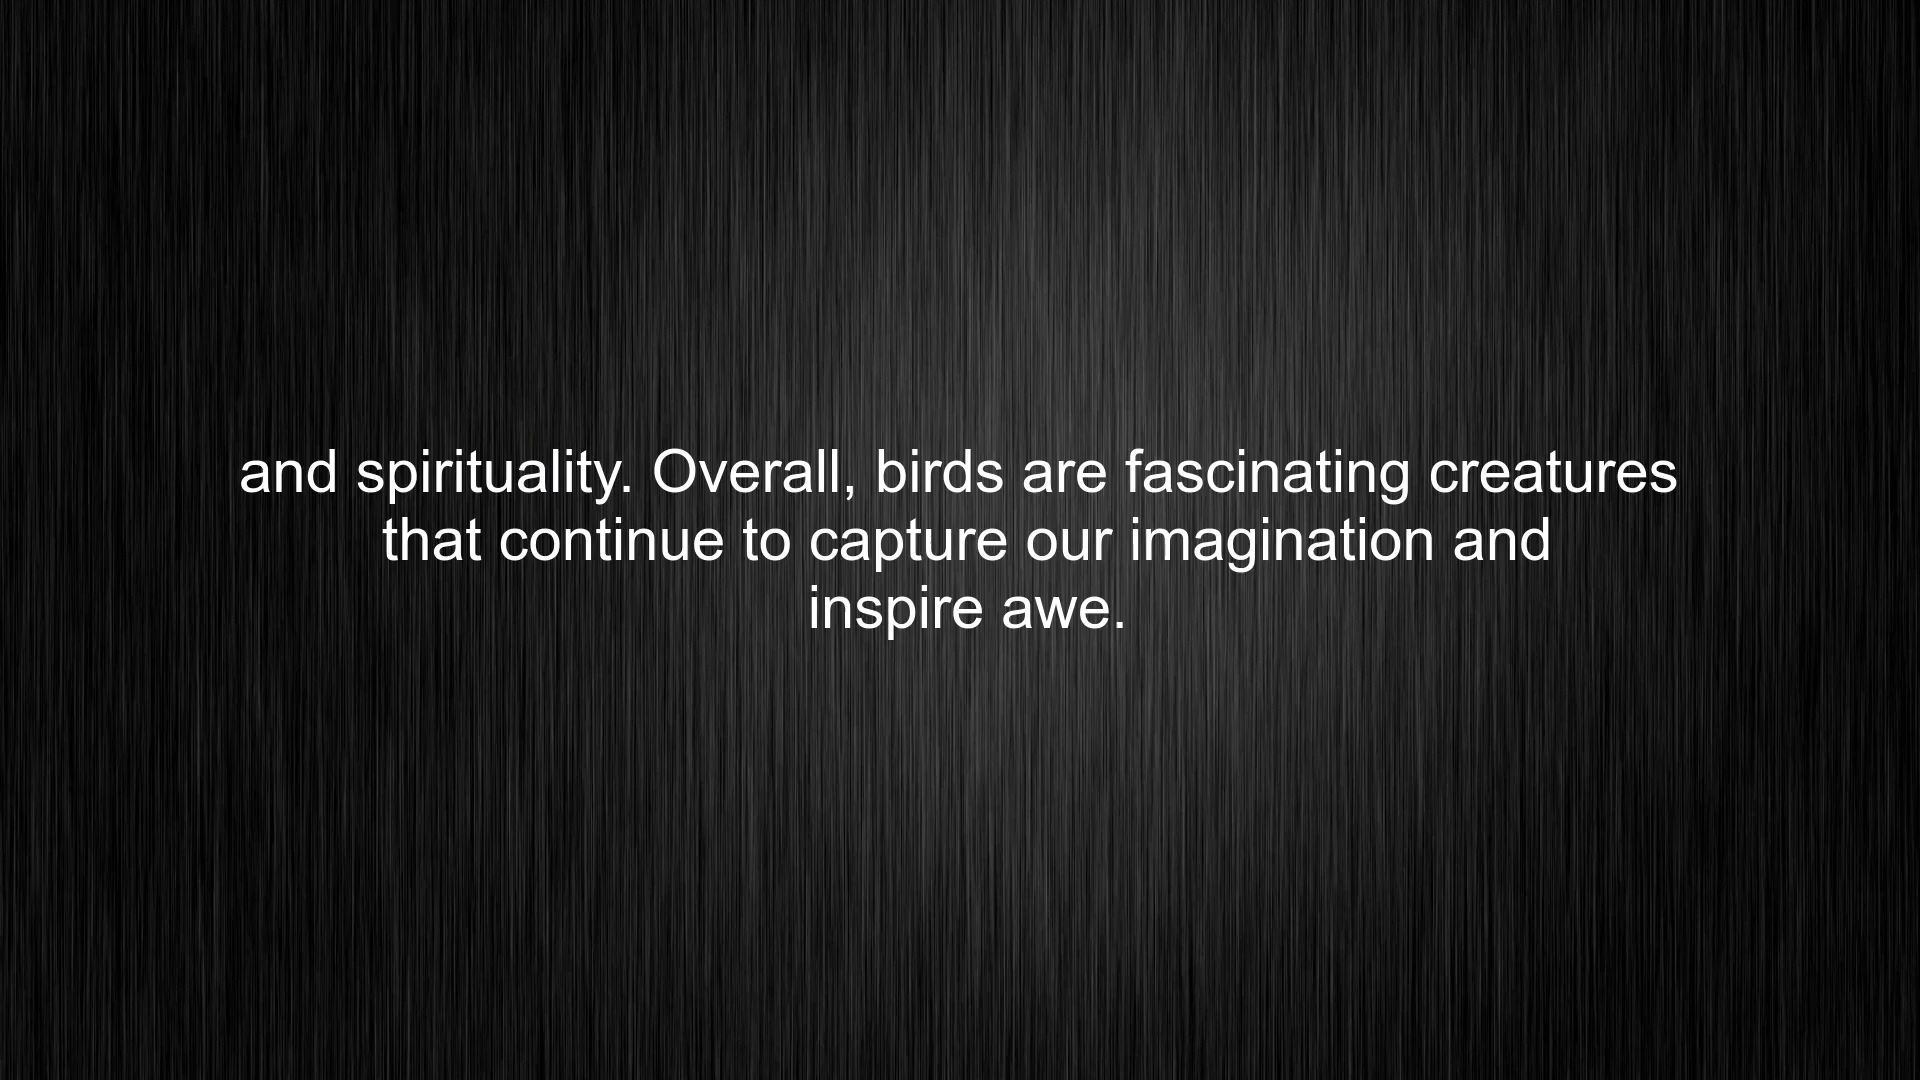 and spirituality. Overall, birds are fascinating creatures
that continue to capture our imagination and
inspire awe.